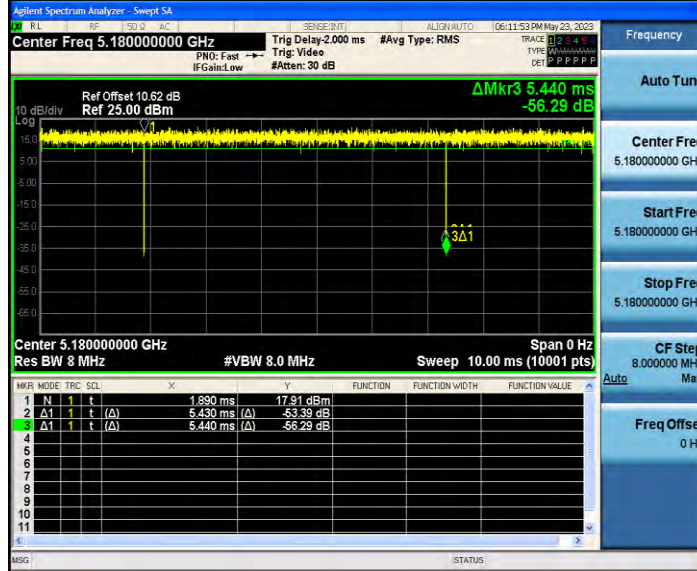 Agilent Spectrum Analyzer - Swept SA
RL RF 50 Ω AC SENSE:INT ALIGN AUTO 06:11:53 PM May 23, 2023
Center Freq 5.180000000 GHz
PNO: Fast
IFGain:Low
Trig Delay-2.000 ms
Trig: Video
#Atten: 30 dB
#Avg Type: RMS
TRACE 1 2 3 4 5 6
TYPE
DET P P P P P P
Frequency
ΔMkr3 5.440 ms
-56.29 dB
Ref Offset 10.62 dB
10 dB/div Ref 25.00 dBm
Log
15.0
5.00
-5.00
-15.0
-25.0
-35.0
-45.0
-55.0
-65.0
1
3Δ1
Center 5.180000000 GHz Span 0 Hz
Res BW 8 MHz #VBW 8.0 MHz Sweep 10.00 ms (10001 pts)
MKR MODE TRC SCL X Y FUNCTION FUNCTION WIDTH FUNCTION VALUE
1 N 1 t 1.890 ms 17.91 dBm
2 Δ1 1 t (Δ) 5.430 ms (Δ) -53.39 dB
3 Δ1 1 t (Δ) 5.440 ms (Δ) -56.29 dB
4
5
6
7
8
9
10
11
MSG STATUS
Auto Tun
Center Fre
5.180000000 GH
Start Fre
5.180000000 GH
Stop Fre
5.180000000 GH
CF Ste
8.000000 MH
Auto Ma
Freq Offse
0 H